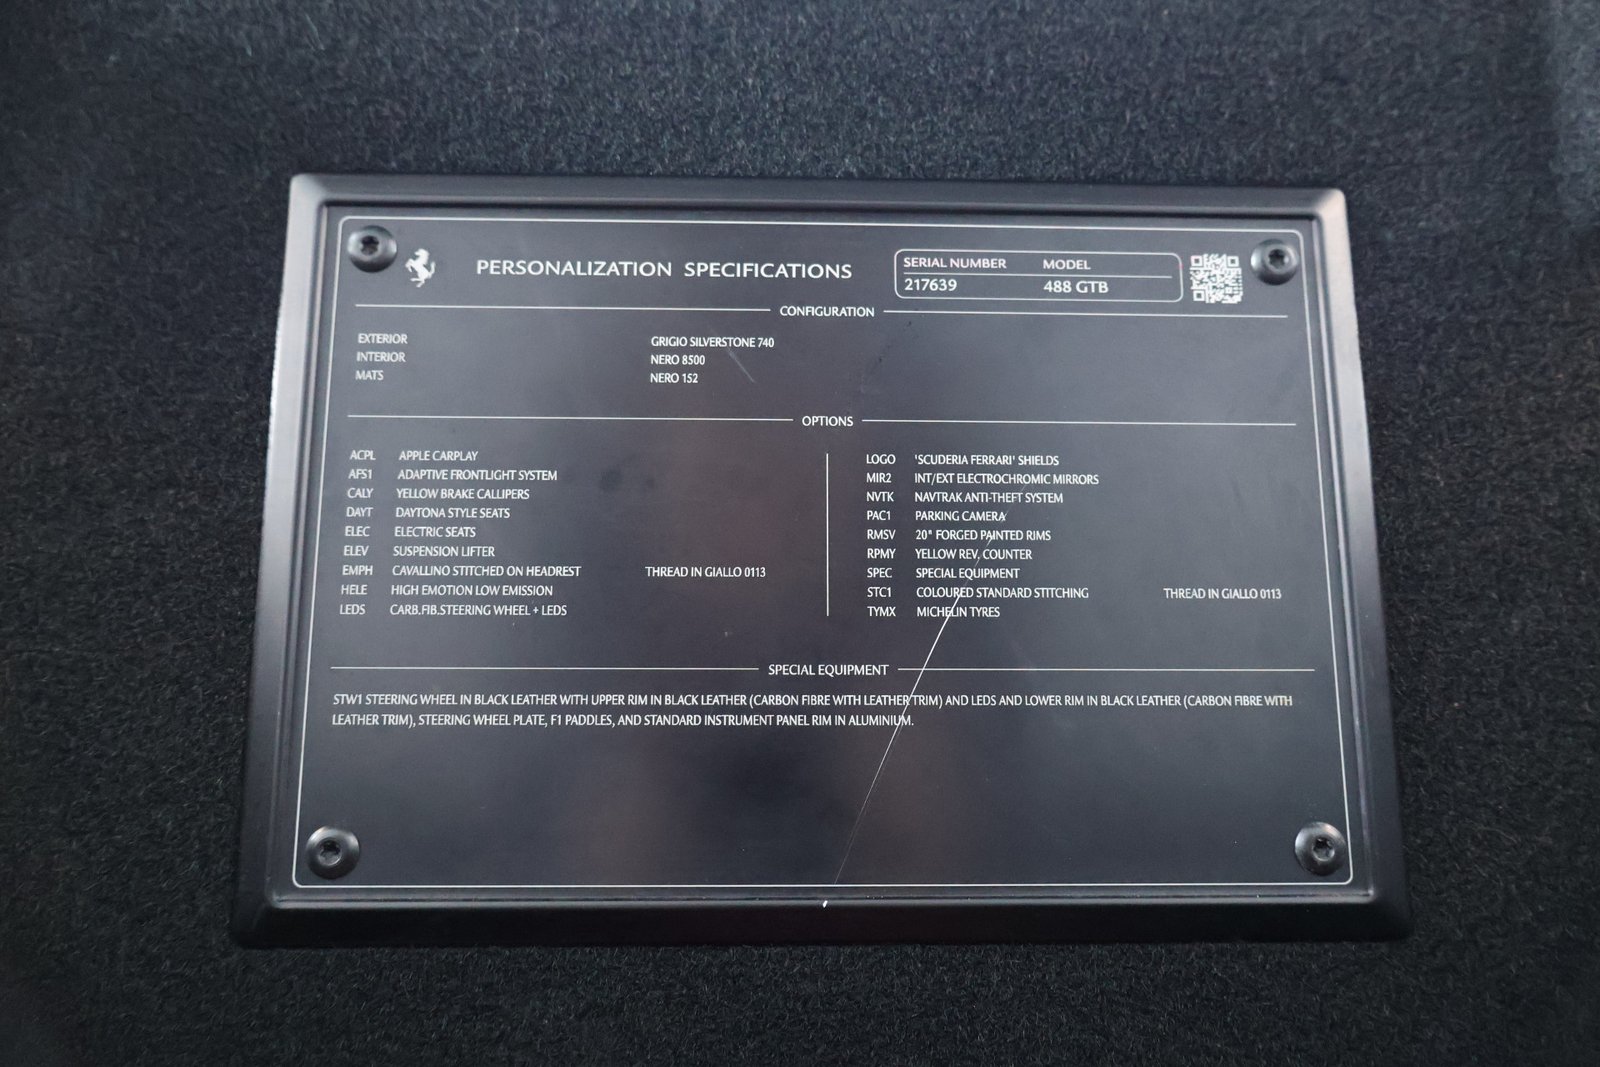 PERSONALIZATION SPECIFICATIONS
SERIAL NUMBER MODEL
217639 488 GTB
CONFIGURATION
EXTERIOR GRIGIO SILVERSTONE 740
INTERIOR NERO 8500
MATS NERO 152
OPTIONS
ACPL APPLE CARPLAY
AFS1 ADAPTIVE FRONTLIGHT SYSTEM
CALY YELLOW BRAKE CALLIPERS
DAYT DAYTONA STYLE SEATS
ELEC ELECTRIC SEATS
ELEV SUSPENSION LIFTER
EMPH CAVALLINO STITCHED ON HEADREST THREAD IN GIALLO 0113
HELE HIGH EMOTION LOW EMISSION
LEDS CARB.FIB.STEERING WHEEL + LEDS
LOGO 'SCUDERIA FERRARI' SHIELDS
MIR2 INT/EXT ELECTROCHROMIC MIRRORS
NVTK NAVTRAK ANTI-THEFT SYSTEM
PAC1 PARKING CAMERA
RMSV 20" FORGED PAINTED RIMS
RPMY YELLOW REV, COUNTER
SPEC SPECIAL EQUIPMENT
STC1 COLOURED STANDARD STITCHING THREAD IN GIALLO 0113
TYMX MICHELIN TYRES
SPECIAL EQUIPMENT
STW1 STEERING WHEEL IN BLACK LEATHER WITH UPPER RIM IN BLACK LEATHER (CARBON FIBRE WITH LEATHER TRIM) AND LEDS AND LOWER RIM IN BLACK LEATHER (CARBON FIBRE WITH
LEATHER TRIM), STEERING WHEEL PLATE, F1 PADDLES, AND STANDARD INSTRUMENT PANEL RIM IN ALUMINIUM.